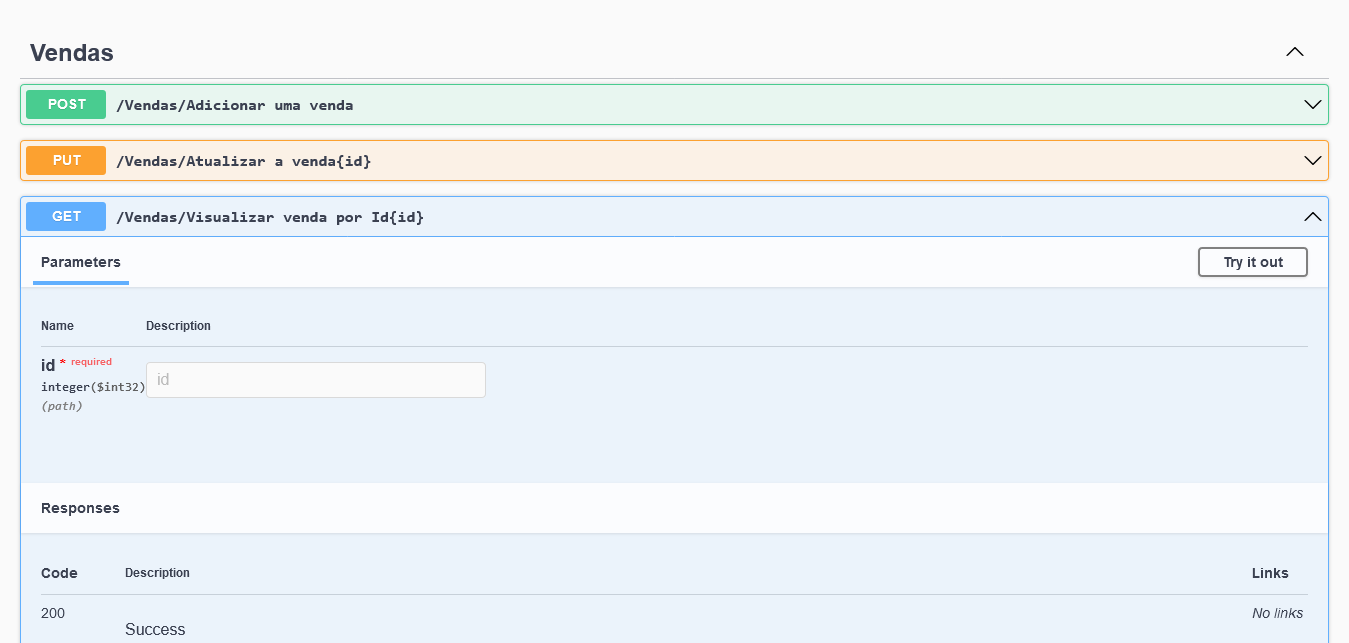 Vendas
POST /Vendas/Adicionar uma venda
PUT /Vendas/Atualizar a venda{id}
GET /Vendas/Visualizar venda por Id{id}
Parameters Try it out
Name Description
id * required
integer($int32) id
(path)
Responses
Code Description Links
200 No links
Success